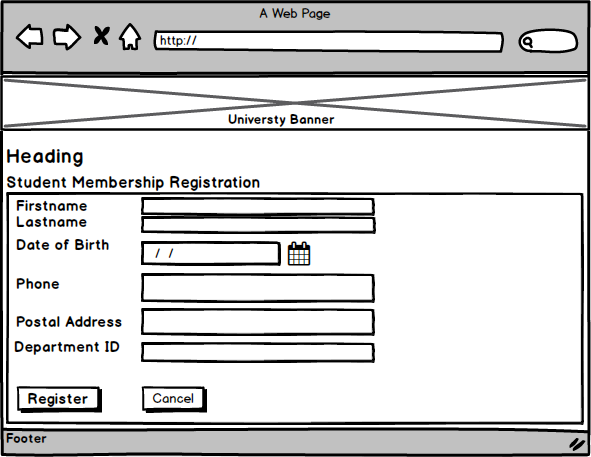 A Web Page
http://
Universty Banner
Heading
Student Membership Registration
Firstname
Lastname
Date of Birth / /
Phone
Postal Address
Department ID
Register Cancel
Footer